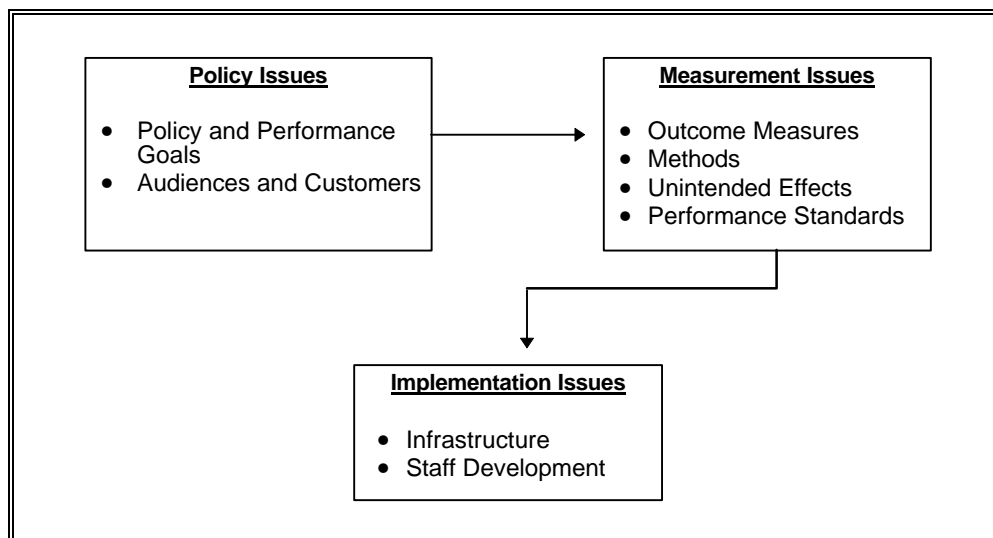 Policy Issues
• Policy and Performance
Goals
• Audiences and Customers
Measurement Issues
• Outcome Measures
• Methods
• Unintended Effects
• Performance Standards
Implementation Issues
• Infrastructure
• Staff Development